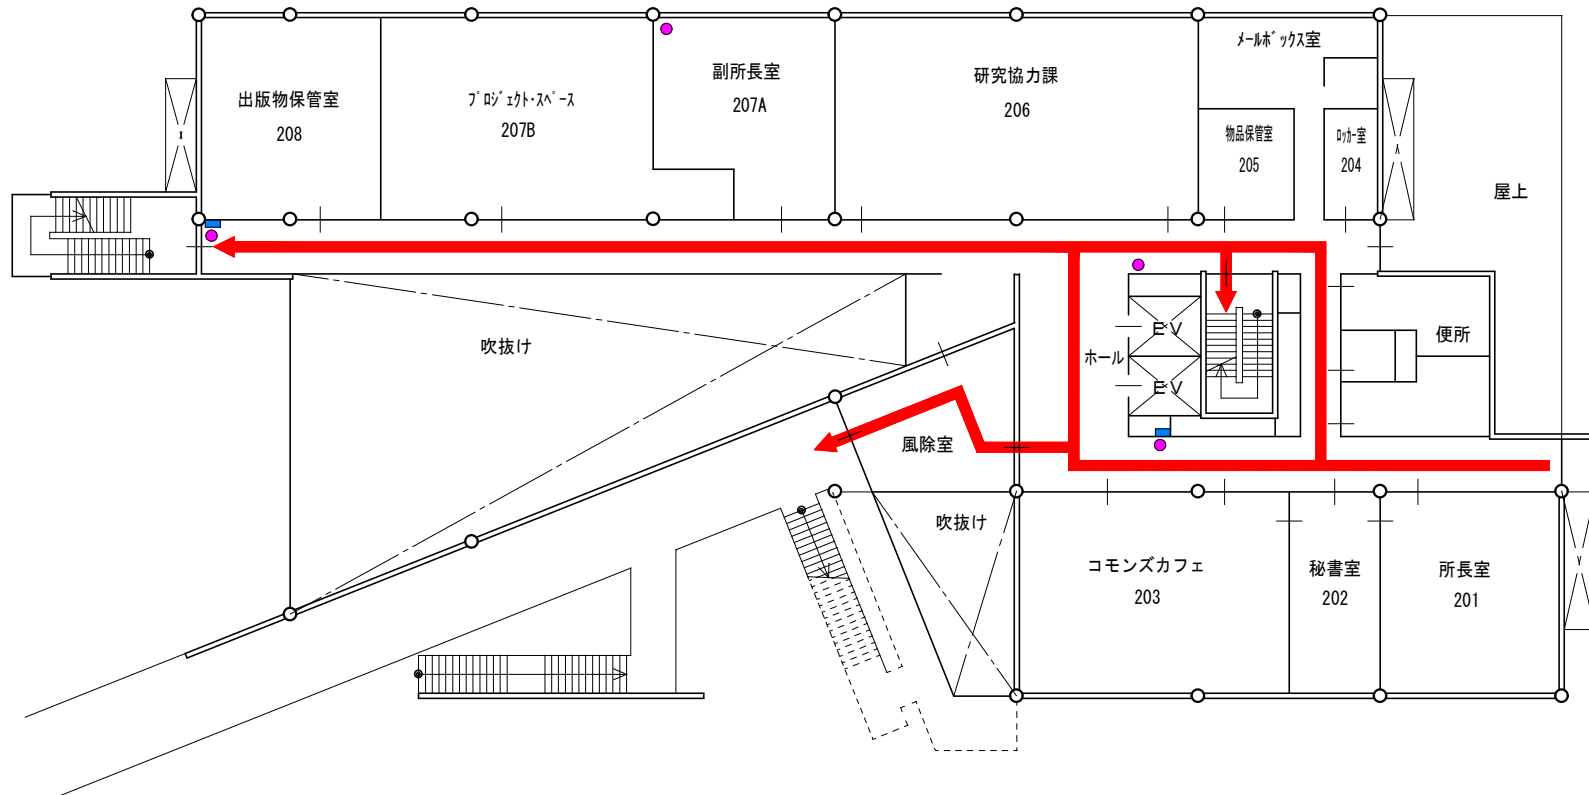 メールボックス室
出版物保管室
208
プロジェクト・スペース
207B
副所長室
207A
研究協力課
206
物品保管室
205
ロッカー室
204
屋上
吹抜け
ホール
EV
EV
便所
風除室
吹抜け
コモンズカフェ
203
秘書室
202
所長室
201